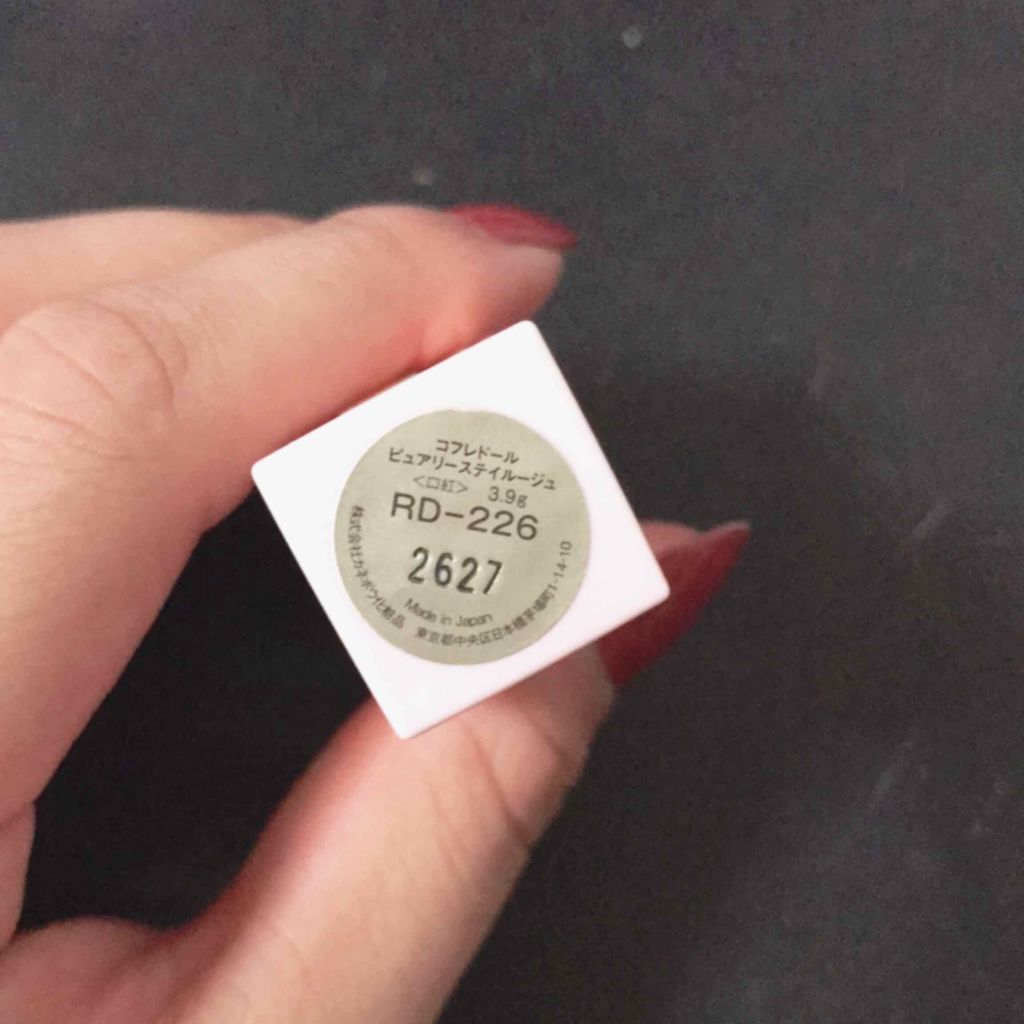 コフレドール
ピュアリーステイルージュ
<口紅> 3.9g
RD-226
2627
Made in Japan
株式会社カネボウ化粧品 東京都中央区日本橋茅場町1-14-10